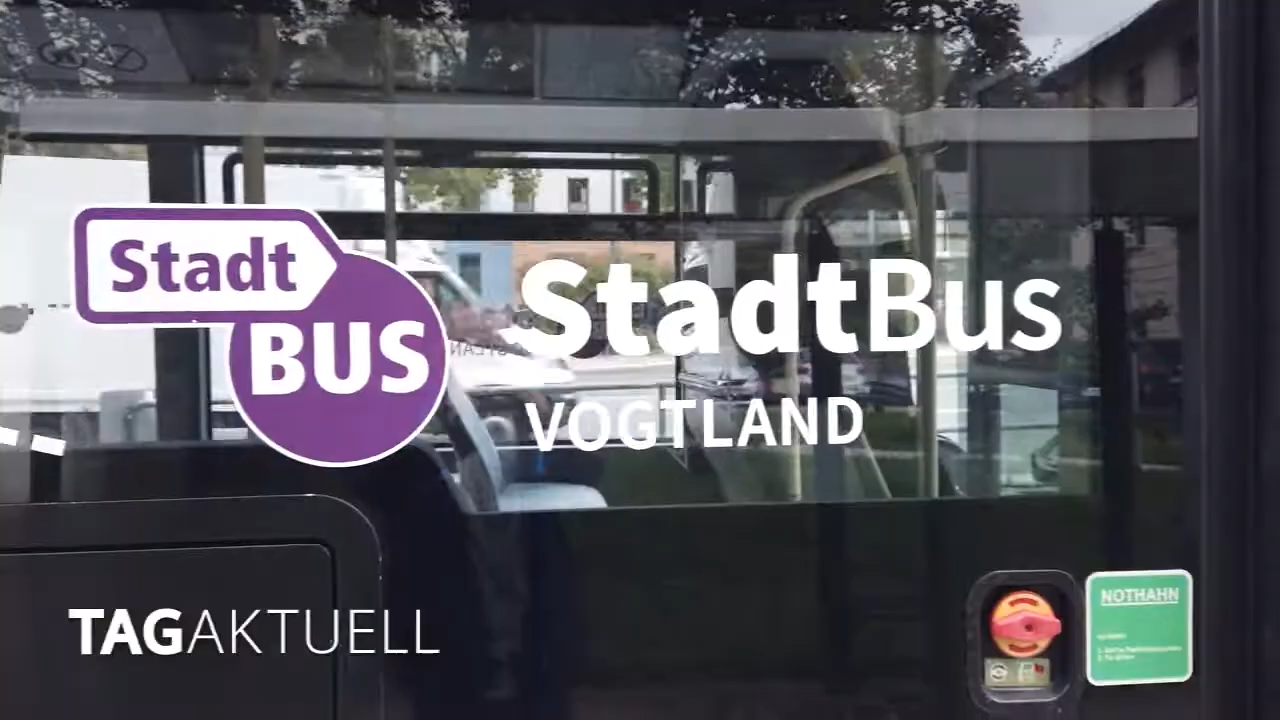 Stadt
BUS
StadtBus
VOGTLAND
TAGAKTUELL
NOTHAHN